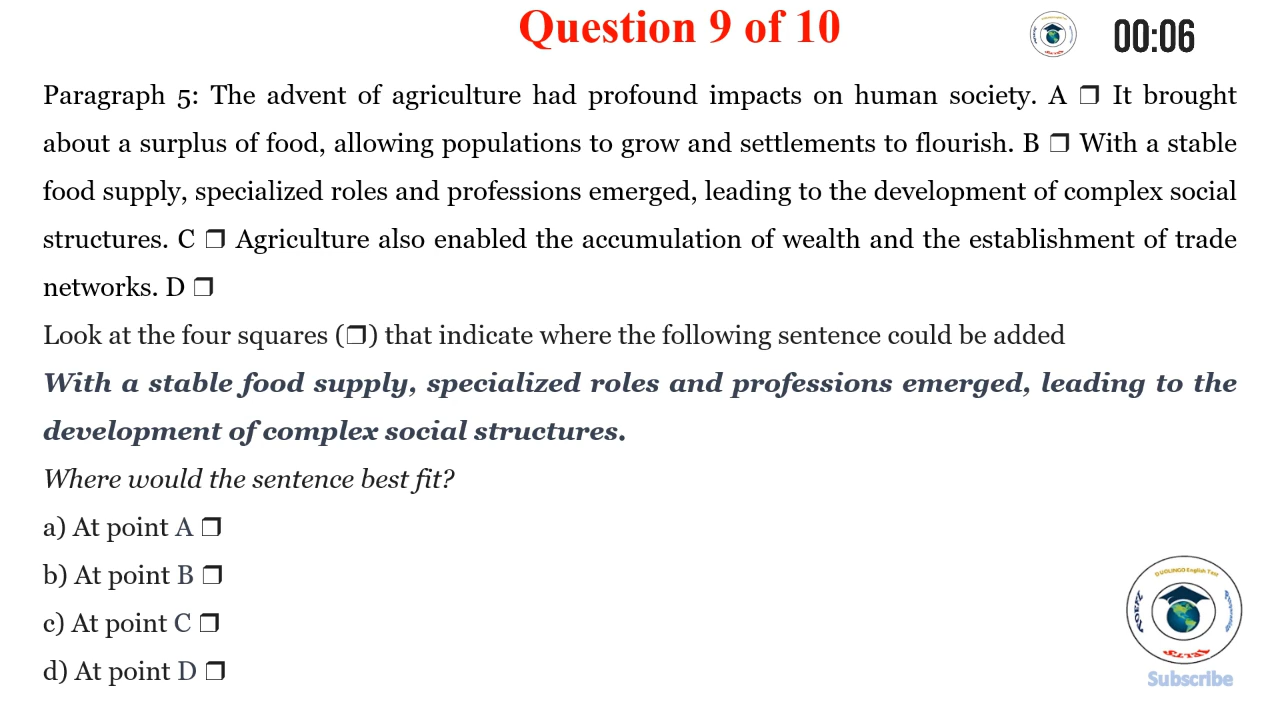 Question 9 of 10
00:06
Paragraph 5: The advent of agriculture had profound impacts on human society. A ❐ It brought
about a surplus of food, allowing populations to grow and settlements to flourish. B ❐ With a stable
food supply, specialized roles and professions emerged, leading to the development of complex social
structures. C ❐ Agriculture also enabled the accumulation of wealth and the establishment of trade
networks. D ❐
Look at the four squares (❐) that indicate where the following sentence could be added
With a stable food supply, specialized roles and professions emerged, leading to the
development of complex social structures.
Where would the sentence best fit?
a) At point A ❐
b) At point B ❐
c) At point C ❐
d) At point D ❐
DUOLINGO English Test
IELTS
Subscribe